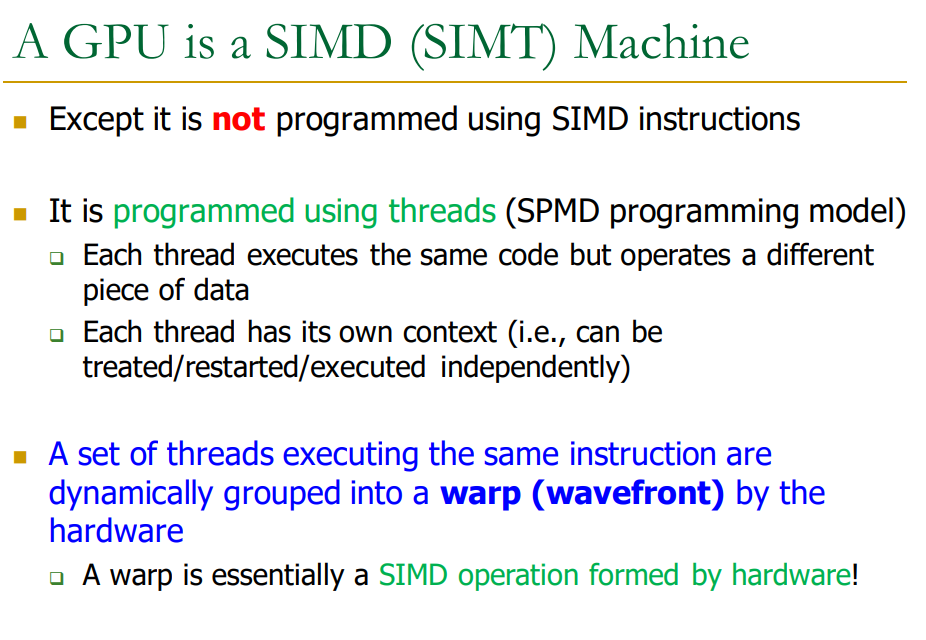 A GPU is a SIMD (SIMT) Machine
Except it is not programmed using SIMD instructions
It is programmed using threads (SPMD programming model)
Each thread executes the same code but operates a different
piece of data
Each thread has its own context (i.e., can be
treated/restarted/executed independently)
A set of threads executing the same instruction are
dynamically grouped into a warp (wavefront) by the
hardware
A warp is essentially a SIMD operation formed by hardware!